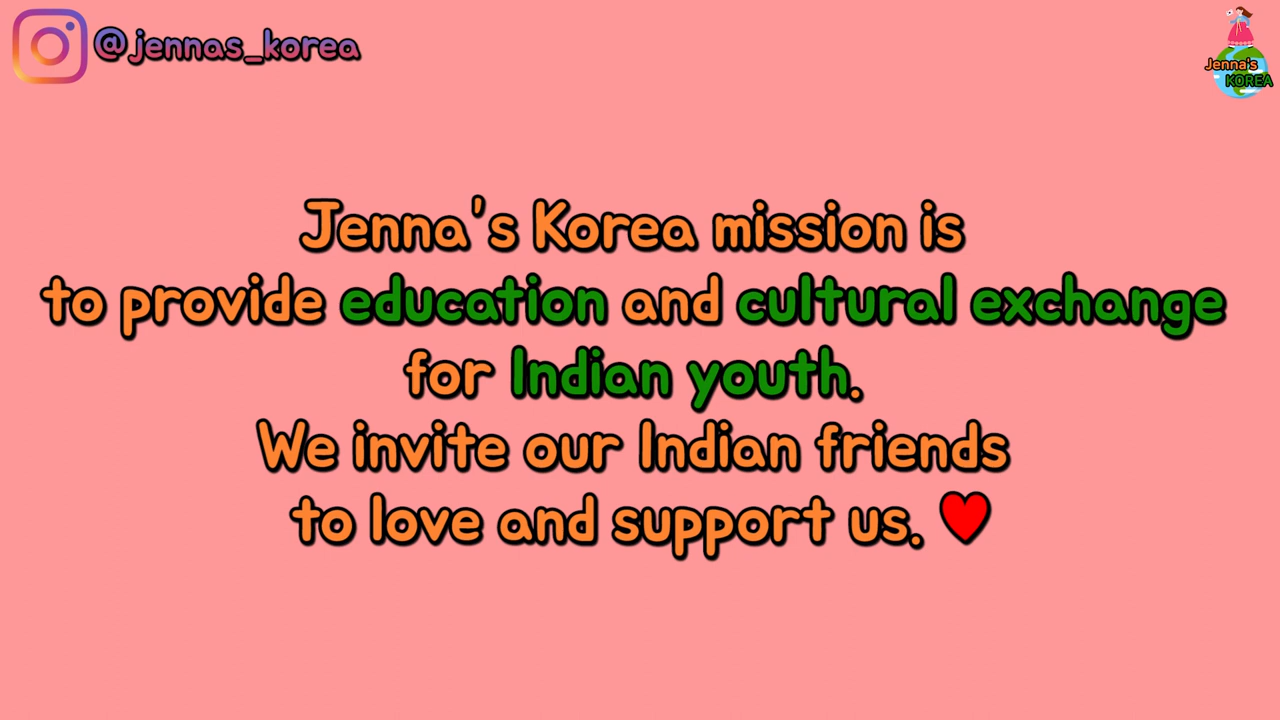 @jennas_korea
Jenna's
KOREA
Jenna's Korea mission is
to provide education and cultural exchange
for Indian youth.
We invite our Indian friends
to love and support us. ♥